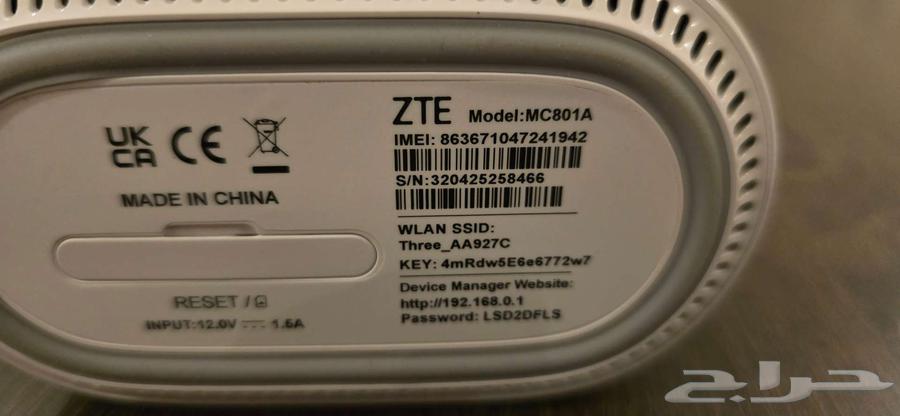 UK
CA CE
MADE IN CHINA
RESET /
INPUT:12.0V ⎓ 1.5A
ZTE Model:MC801A
IMEI: 863671047241942
S/N:320425258466
WLAN SSID:
Three_AA927C
KEY: 4mRdw5E6e6772w7
Device Manager Website:
http://192.168.0.1
Password: LSD2DFLS
حراج